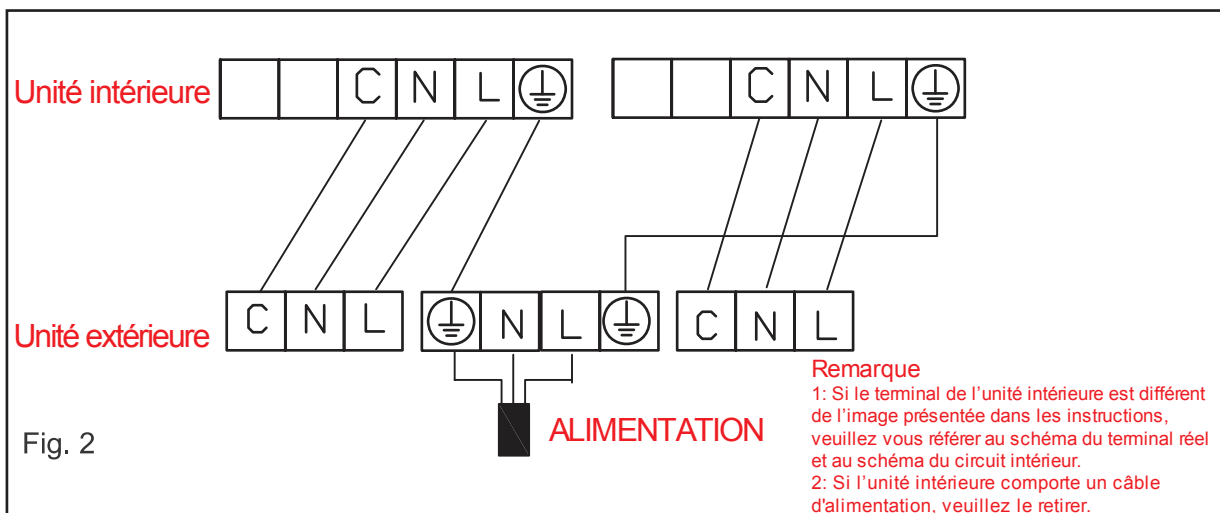 Unité intérieure C N L C N L
Unité extérieure C N L N L C N L
ALIMENTATION
Fig. 2
Remarque
1: Si le terminal de l'unité intérieure est différent
de l'image présentée dans les instructions,
veuillez vous référer au schéma du terminal réel
et au schéma du circuit intérieur.
2: Si l'unité intérieure comporte un câble
d'alimentation, veuillez le retirer.